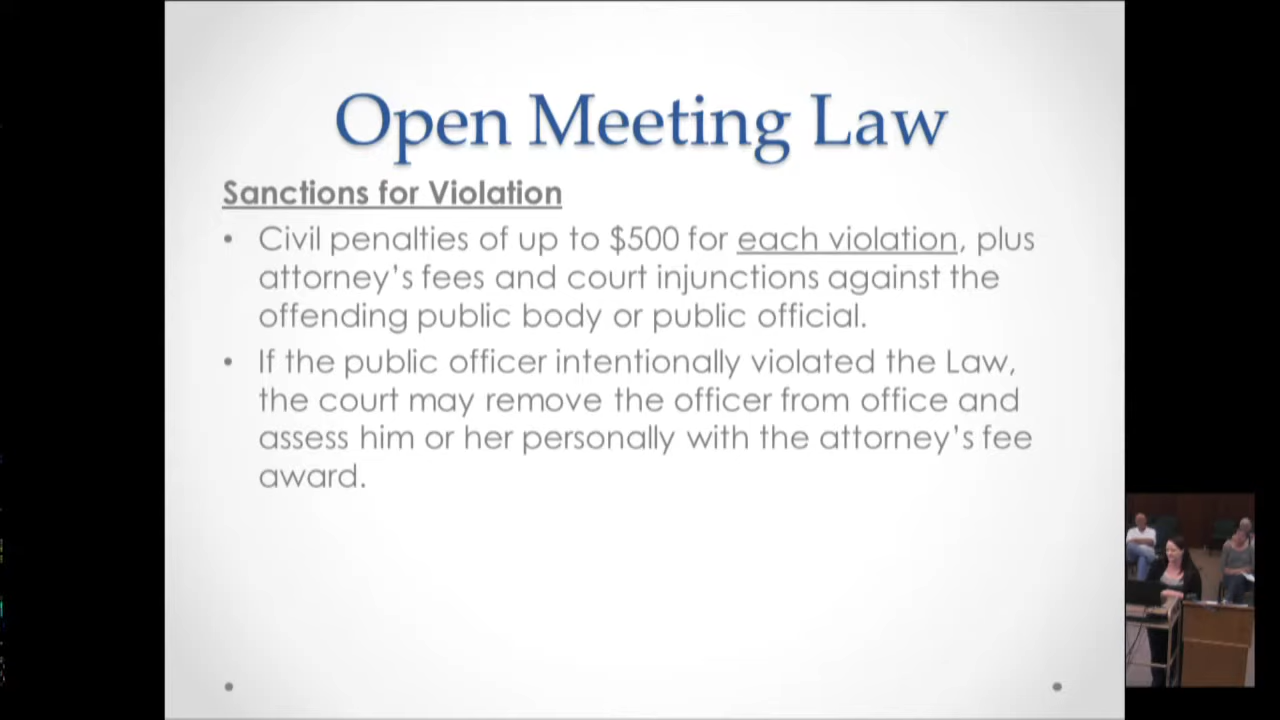 Open Meeting Law
Sanctions for Violation
• Civil penalties of up to $500 for each violation, plus
attorney's fees and court injunctions against the
offending public body or public official.
• If the public officer intentionally violated the Law,
the court may remove the officer from office and
assess him or her personally with the attorney's fee
award.